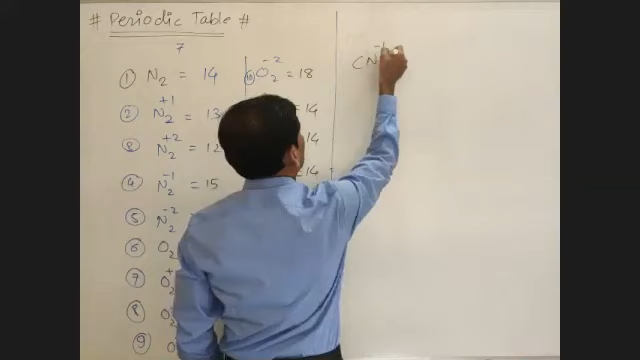 # Periodic Table #
7
① N₂ = 14
② N₂⁺¹ = 13
③ N₂⁺² = 12
④ N₂⁻¹ = 15
⑤ N₂⁻²
⑥ O₂
⑦ O₂⁺
⑧ O₂
⑨ O
⑩ O₂⁻² = 18
= 14
14
= 14
CN⁻¹